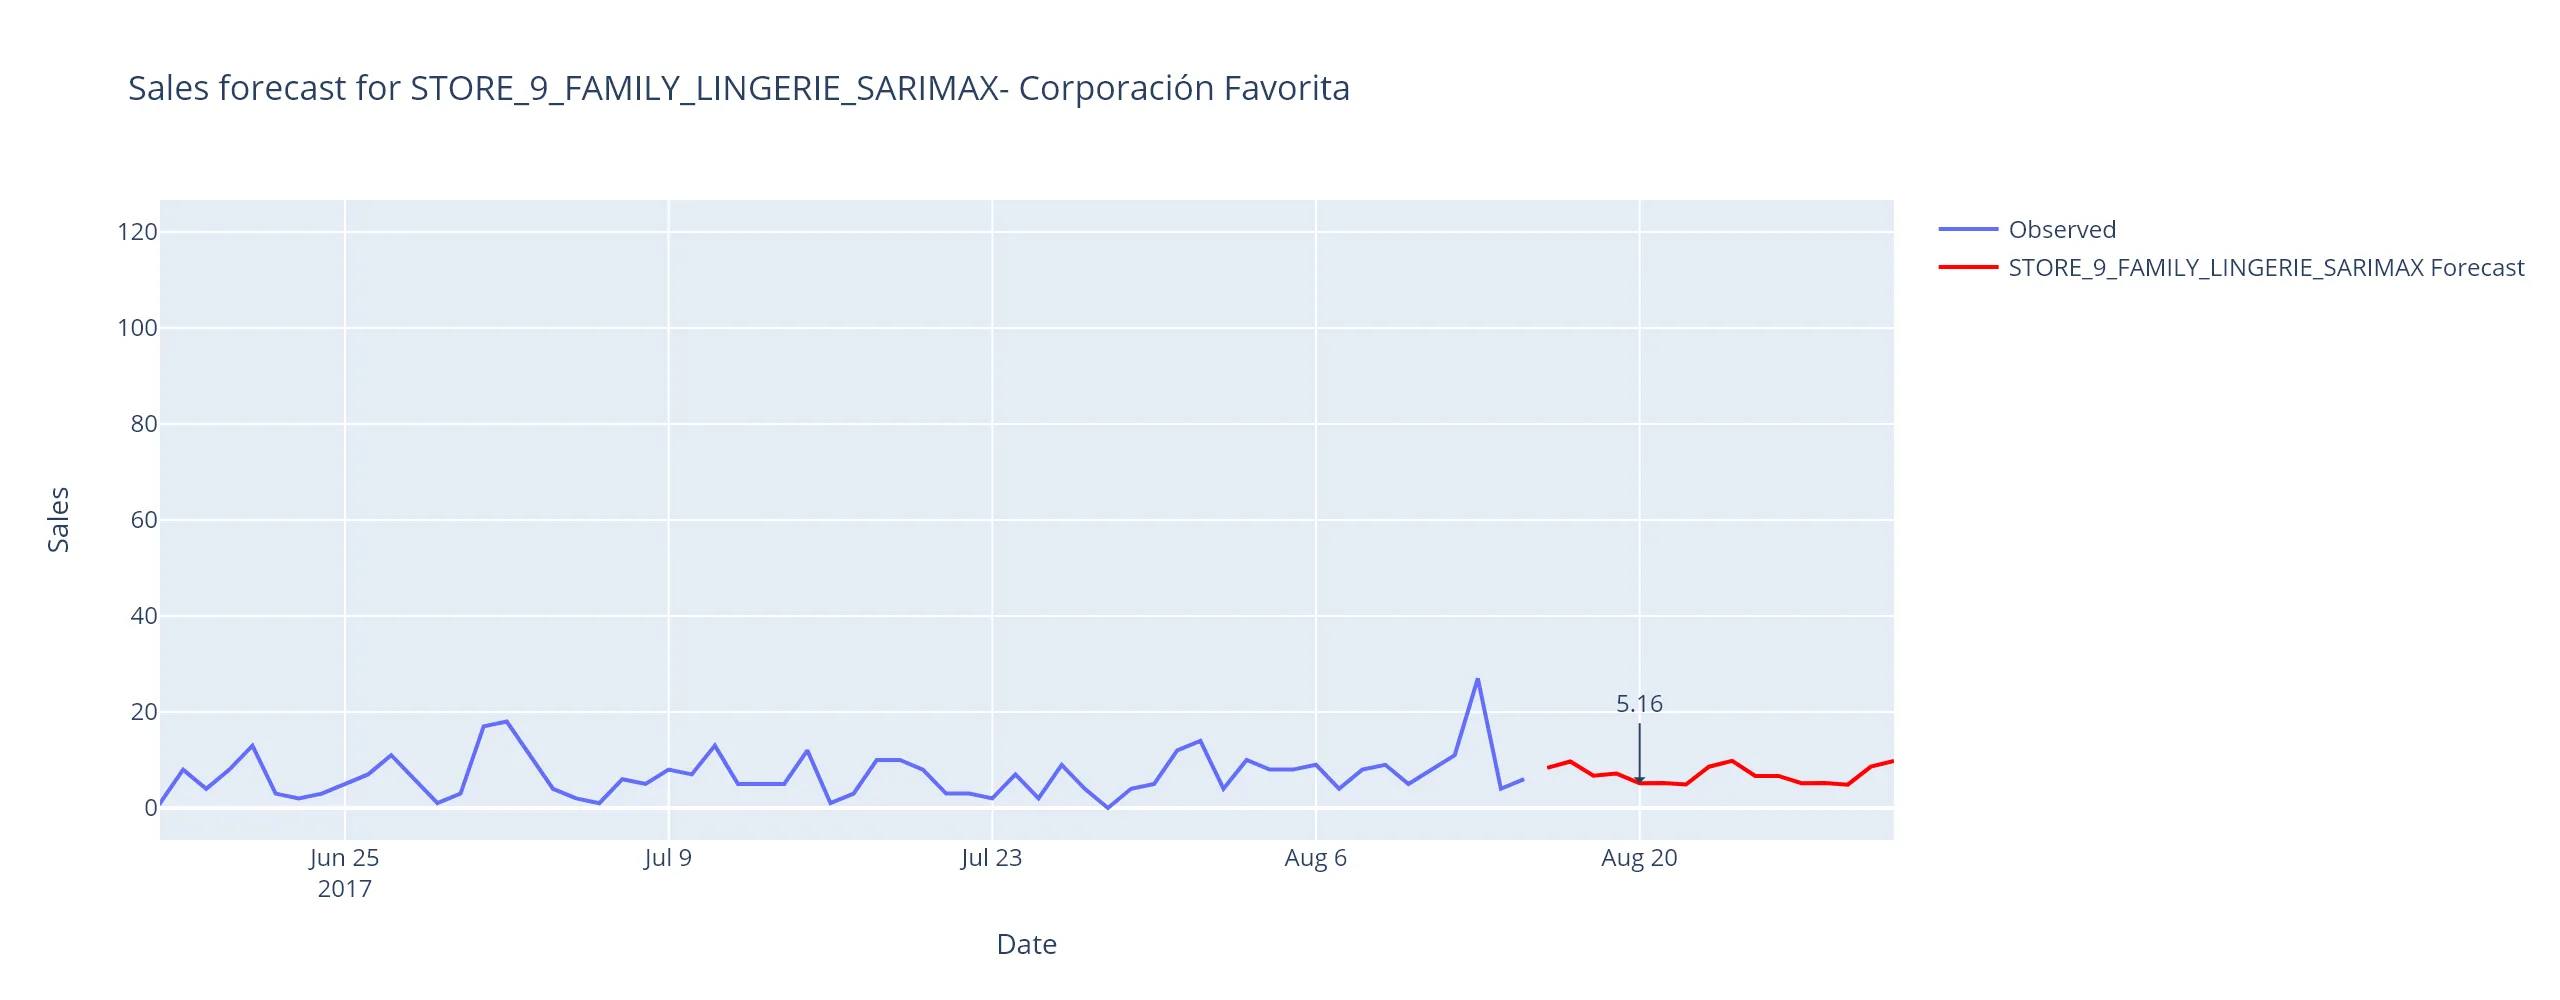 Sales forecast for STORE_9_FAMILY_LINGERIE_SARIMAX- Corporación Favorita
Observed
STORE_9_FAMILY_LINGERIE_SARIMAX Forecast
120
100
80
60
40
20
0
Sales
5.16
Jun 25
2017
Jul 9
Jul 23
Aug 6
Aug 20
Date